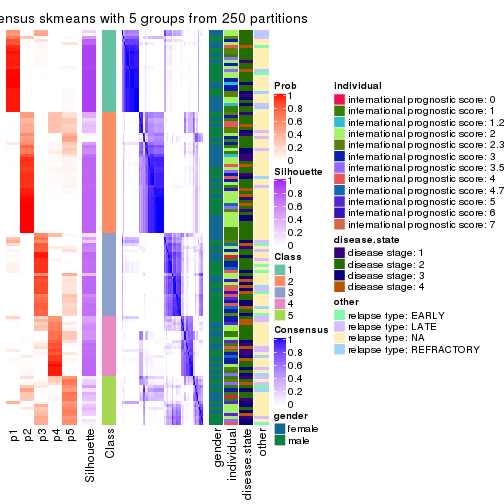 ensus skmeans with 5 groups from 250 partitions
p1
p2
p3
p4
p5
Silhouette
Class
gender
individual
disease.state
other
Prob
1
0.8
0.6
0.4
0.2
0
Silhouette
1
0.8
0.6
0.4
0.2
0
Class
1
2
3
4
5
Consensus
1
0.8
0.6
0.4
0.2
0
gender
female
male
individual
international prognostic score: 0
international prognostic score: 1
international prognostic score: 1.2
international prognostic score: 2
international prognostic score: 2.3
international prognostic score: 3
international prognostic score: 3.5
international prognostic score: 4
international prognostic score: 4.7
international prognostic score: 5
international prognostic score: 6
international prognostic score: 7
disease.state
disease stage: 1
disease stage: 2
disease stage: 3
disease stage: 4
other
relapse type: EARLY
relapse type: LATE
relapse type: NA
relapse type: REFRACTORY